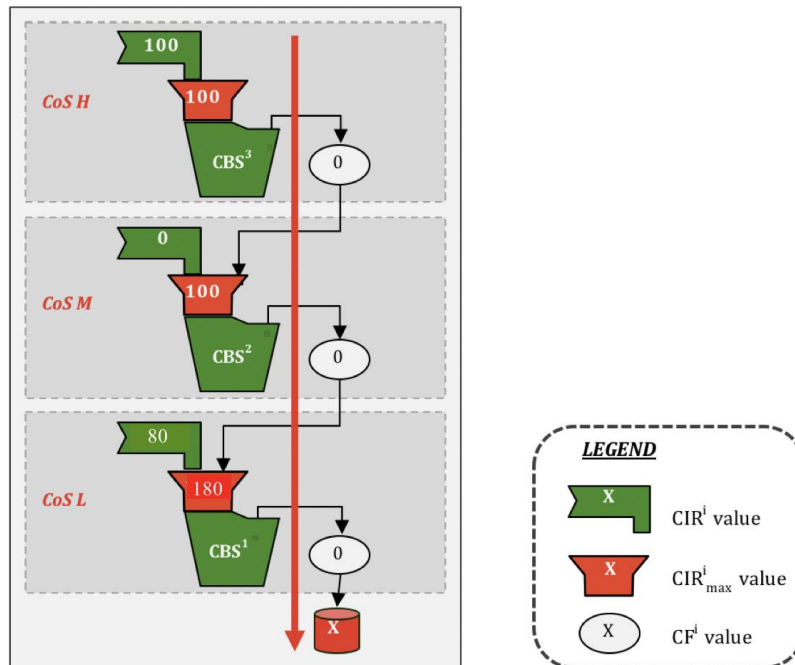 100
CoS H
100
CBS³
0
0
CoS M
100
CBS²
0
80
CoS L
180
CBS¹
0
X
LEGEND
X
CIRⁱ value
X
CIRⁱmax value
X
CFⁱ value